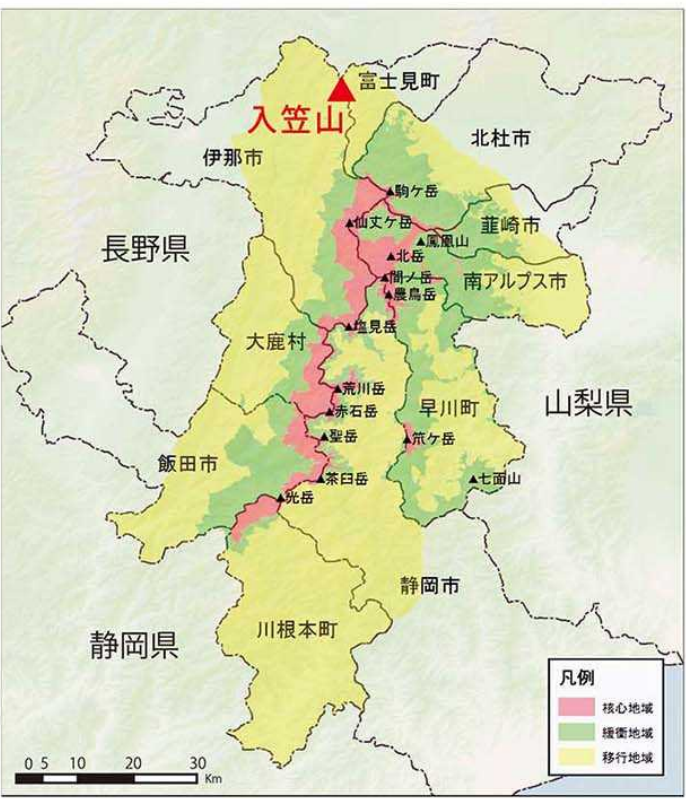 富士見町
入笠山
北杜市
伊那市
駒ケ岳
仙丈ケ岳
韮崎市
長野県
鳳凰山
北岳
間ノ岳
南アルプス市
農鳥岳
塩見岳
大鹿村
荒川岳
山梨県
赤石岳
早川町
聖岳
笊ケ岳
飯田市
茶臼岳
七面山
光岳
静岡市
川根本町
静岡県
凡例
核心地域
緩衝地域
移行地域
0 5 10 20 30
Km